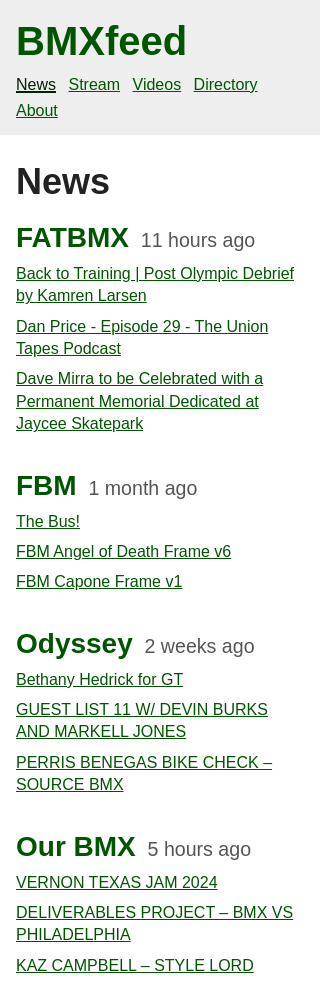 BMXfeed
News Stream Videos Directory
About
News
FATBMX 11 hours ago
Back to Training | Post Olympic Debrief
by Kamren Larsen
Dan Price - Episode 29 - The Union
Tapes Podcast
Dave Mirra to be Celebrated with a
Permanent Memorial Dedicated at
Jaycee Skatepark
FBM 1 month ago
The Bus!
FBM Angel of Death Frame v6
FBM Capone Frame v1
Odyssey 2 weeks ago
Bethany Hedrick for GT
GUEST LIST 11 W/ DEVIN BURKS
AND MARKELL JONES
PERRIS BENEGAS BIKE CHECK –
SOURCE BMX
Our BMX 5 hours ago
VERNON TEXAS JAM 2024
DELIVERABLES PROJECT – BMX VS
PHILADELPHIA
KAZ CAMPBELL – STYLE LORD